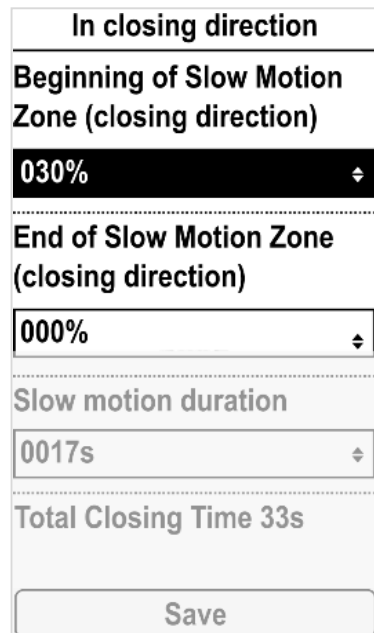 In closing direction
Beginning of Slow Motion
Zone (closing direction)
030%
End of Slow Motion Zone
(closing direction)
000%
Slow motion duration
0017s
Total Closing Time 33s
Save